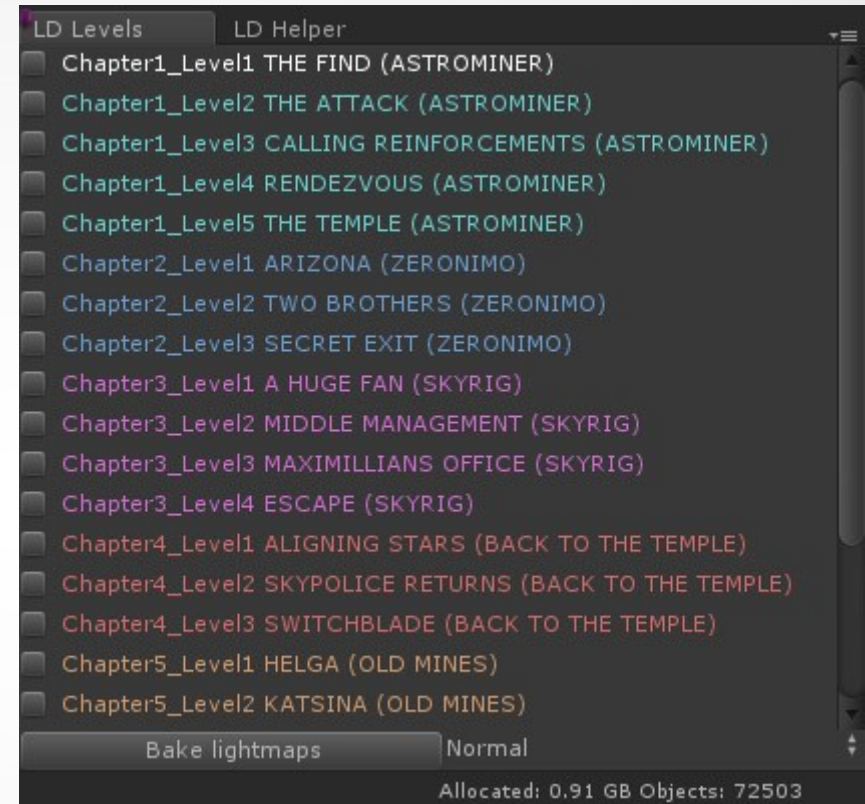 LD Levels LD Helper
Chapter1_Level1 THE FIND (ASTROMINER)
Chapter1_Level2 THE ATTACK (ASTROMINER)
Chapter1_Level3 CALLING REINFORCEMENTS (ASTROMINER)
Chapter1_Level4 RENDEZVOUS (ASTROMINER)
Chapter1_Level5 THE TEMPLE (ASTROMINER)
Chapter2_Level1 ARIZONA (ZERONIMO)
Chapter2_Level2 TWO BROTHERS (ZERONIMO)
Chapter2_Level3 SECRET EXIT (ZERONIMO)
Chapter3_Level1 A HUGE FAN (SKYRIG)
Chapter3_Level2 MIDDLE MANAGEMENT (SKYRIG)
Chapter3_Level3 MAXIMILLIANS OFFICE (SKYRIG)
Chapter3_Level4 ESCAPE (SKYRIG)
Chapter4_Level1 ALIGNING STARS (BACK TO THE TEMPLE)
Chapter4_Level2 SKYPOLICE RETURNS (BACK TO THE TEMPLE)
Chapter4_Level3 SWITCHBLADE (BACK TO THE TEMPLE)
Chapter5_Level1 HELGA (OLD MINES)
Chapter5_Level2 KATSINA (OLD MINES)
Bake lightmaps Normal
Allocated: 0.91 GB Objects: 72503